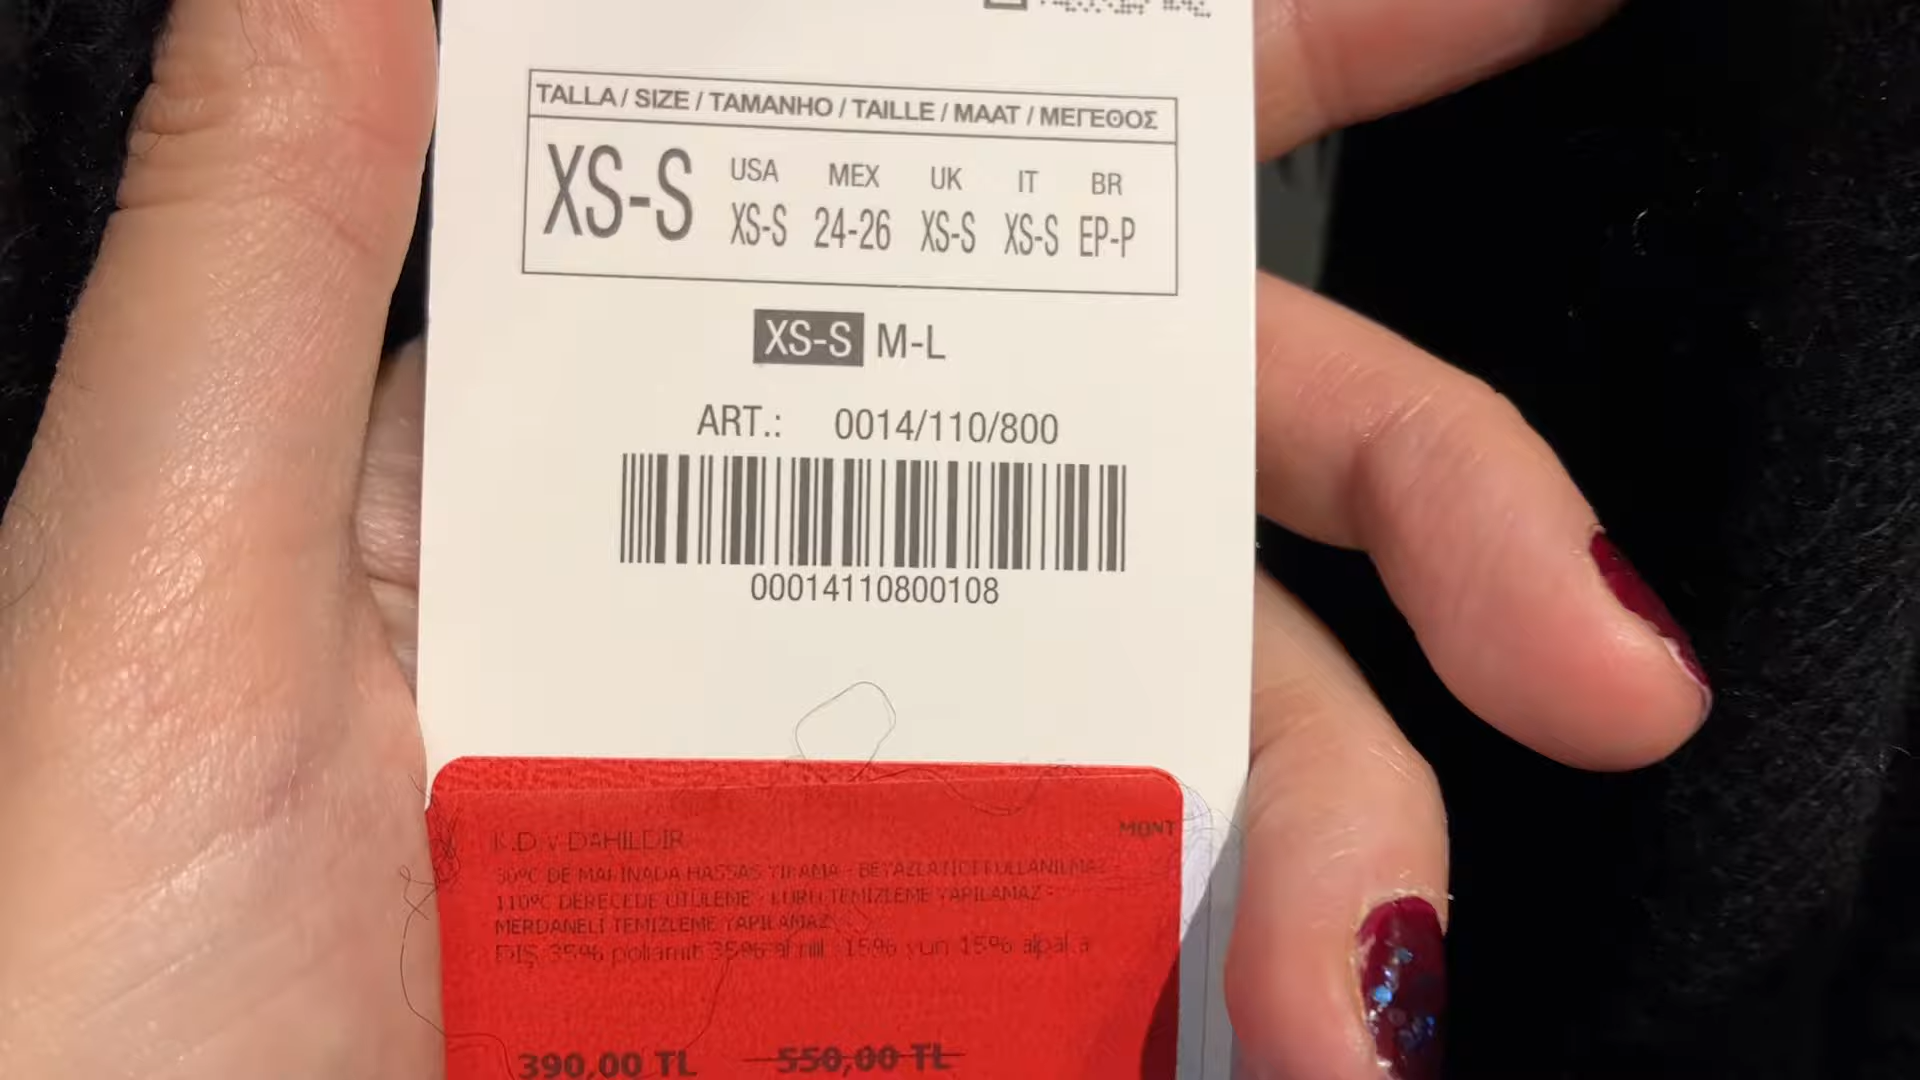 TALLA / SIZE / TAMANHO / TAILLE / MAAT / ΜΕΓΕΘΟΣ
XS-S
USA MEX UK IT BR
XS-S 24-26 XS-S XS-S EP-P
XS-S M-L
ART.: 0014/110/800
00014110800108
K.D.V DAHİLDİR
MONT
30ºC DE MAKİNADA HASSAS YIKAMA - BEYAZLATICI KULLANILMAZ -
110ºC DERECEDE ÜTÜLEME - KURU TEMİZLEME YAPILAMAZ -
MERDANELİ TEMİZLEME YAPILAMAZ
DIŞ 35% poliamit 35% akrilik 15% yün 15% alpaka
390,00 TL 550,00 TL